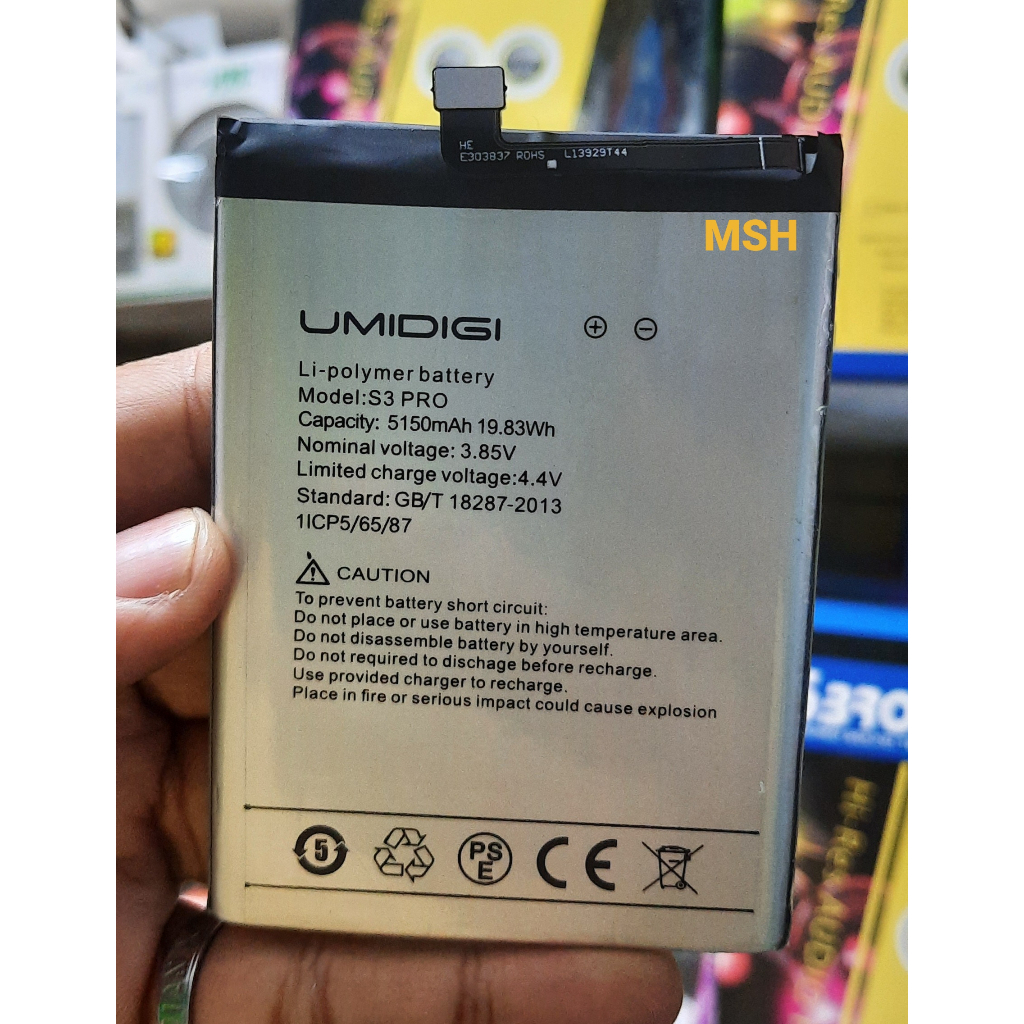 HE
E303837 ROHS L13929T44
MSH
UMIDIGI
Li-polymer battery
Model:S3 PRO
Capacity: 5150mAh 19.83Wh
Nominal voltage: 3.85V
Limited charge voltage:4.4V
Standard: GB/T 18287-2013
1ICP5/65/87
CAUTION
To prevent battery short circuit:
Do not place or use battery in high temperature area.
Do not disassemble battery by yourself.
Do not required to dischage before recharge.
Use provided charger to recharge.
Place in fire or serious impact could cause explosion
5
PS
E
CE